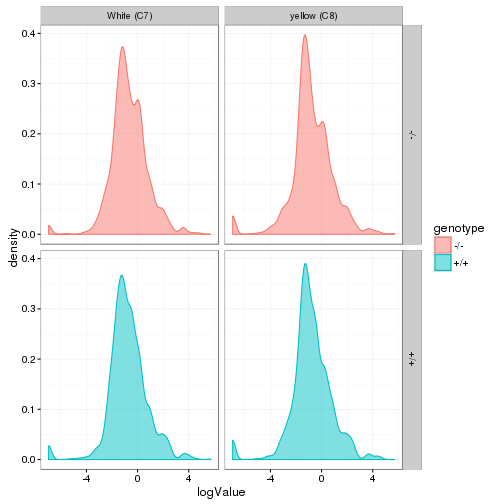 White (C7) yellow (C8)
0.4
0.3
0.2
0.1
0.0
-/-
density
genotype
-/-
+/+
0.4
0.3
0.2
0.1
0.0
+/+
-4 0 4 -4 0 4
logValue